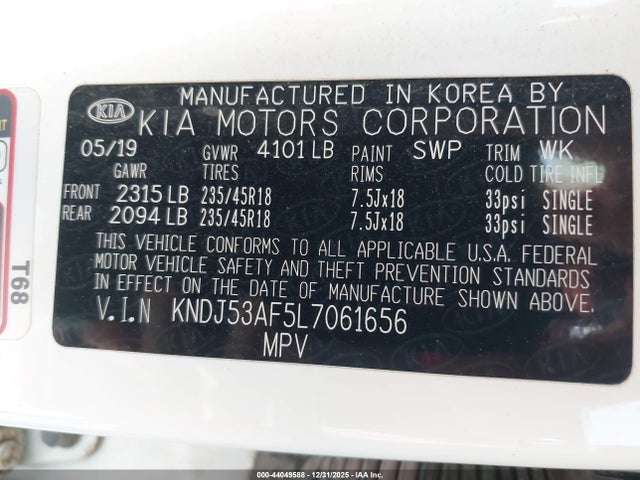 MANUFACTURED IN KOREA BY
KIA KIA MOTORS CORPORATION
05/19 GVWR 4101 LB PAINT SWP TRIM WK
GAWR TIRES RIMS COLD TIRE INFL
FRONT 2315 LB 235/45R18 7.5Jx18 33psi SINGLE
REAR 2094 LB 235/45R18 7.5Jx18 33psi SINGLE
THIS VEHICLE CONFORMS TO ALL APPLICABLE U.S.A. FEDERAL
MOTOR VEHICLE SAFETY AND THEFT PREVENTION STANDARDS
IN EFFECT ON THE DATE OF MANUFACTURE SHOWN ABOVE.
V.I.N KNDJ53AF5L7061656
MPV
T68
000-44049588 - 12/31/2025 - IAA Inc.